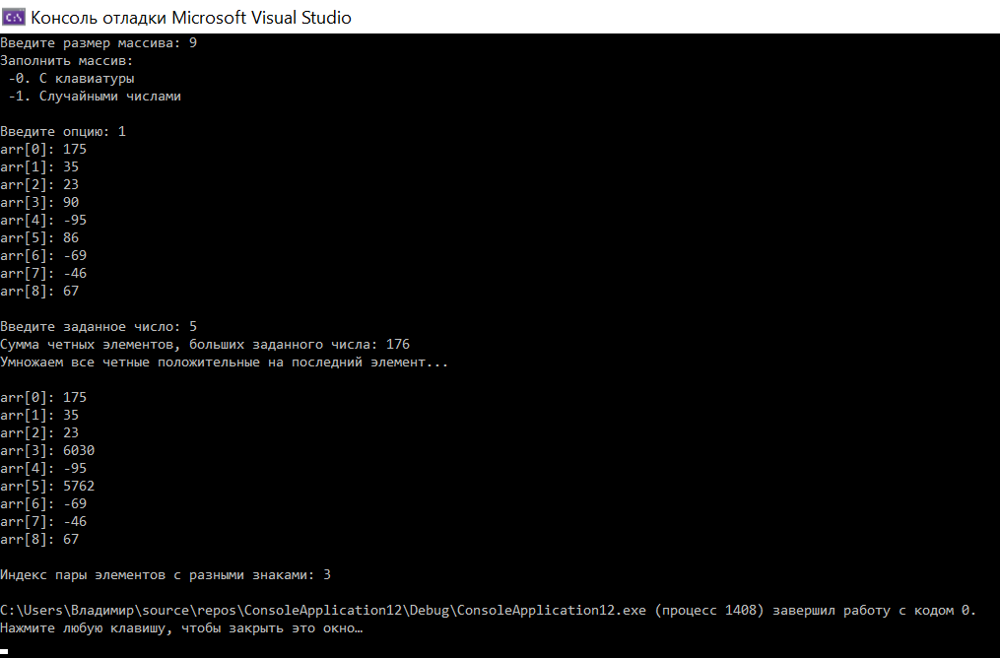 Консоль отладки Microsoft Visual Studio
Введите размер массива: 9
Заполнить массив:
 -0. С клавиатуры
 -1. Случайными числами
Введите опцию: 1
arr[0]: 175
arr[1]: 35
arr[2]: 23
arr[3]: 90
arr[4]: -95
arr[5]: 86
arr[6]: -69
arr[7]: -46
arr[8]: 67
Введите заданное число: 5
Сумма четных элементов, больших заданного числа: 176
Умножаем все четные положительные на последний элемент...
arr[0]: 175
arr[1]: 35
arr[2]: 23
arr[3]: 6030
arr[4]: -95
arr[5]: 5762
arr[6]: -69
arr[7]: -46
arr[8]: 67
Индекс пары элементов с разными знаками: 3
C:\Users\Владимир\source\repos\ConsoleApplication12\Debug\ConsoleApplication12.exe (процесс 1408) завершил работу с кодом 0.
Нажмите любую клавишу, чтобы закрыть это окно…